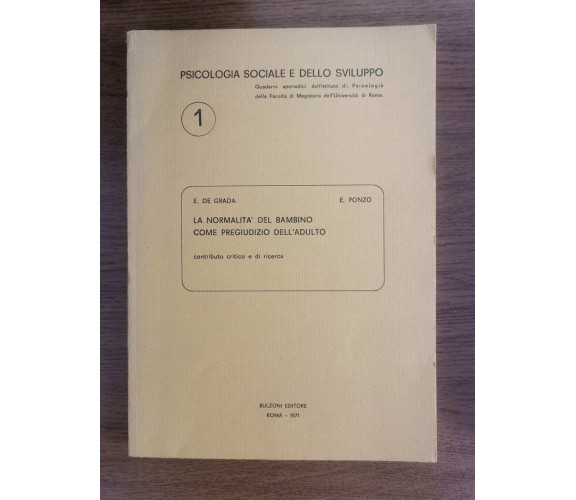 PSICOLOGIA SOCIALE E DELLO SVILUPPO
Quaderni aperiodici dell'Istituto di Psicologia
della Facoltà di Magistero dell'Università di Roma.
1
E. DE GRADA E. PONZO
LA NORMALITA' DEL BAMBINO
COME PREGIUDIZIO DELL'ADULTO
contributo critico e di ricerca
BULZONI EDITORE
ROMA - 1971